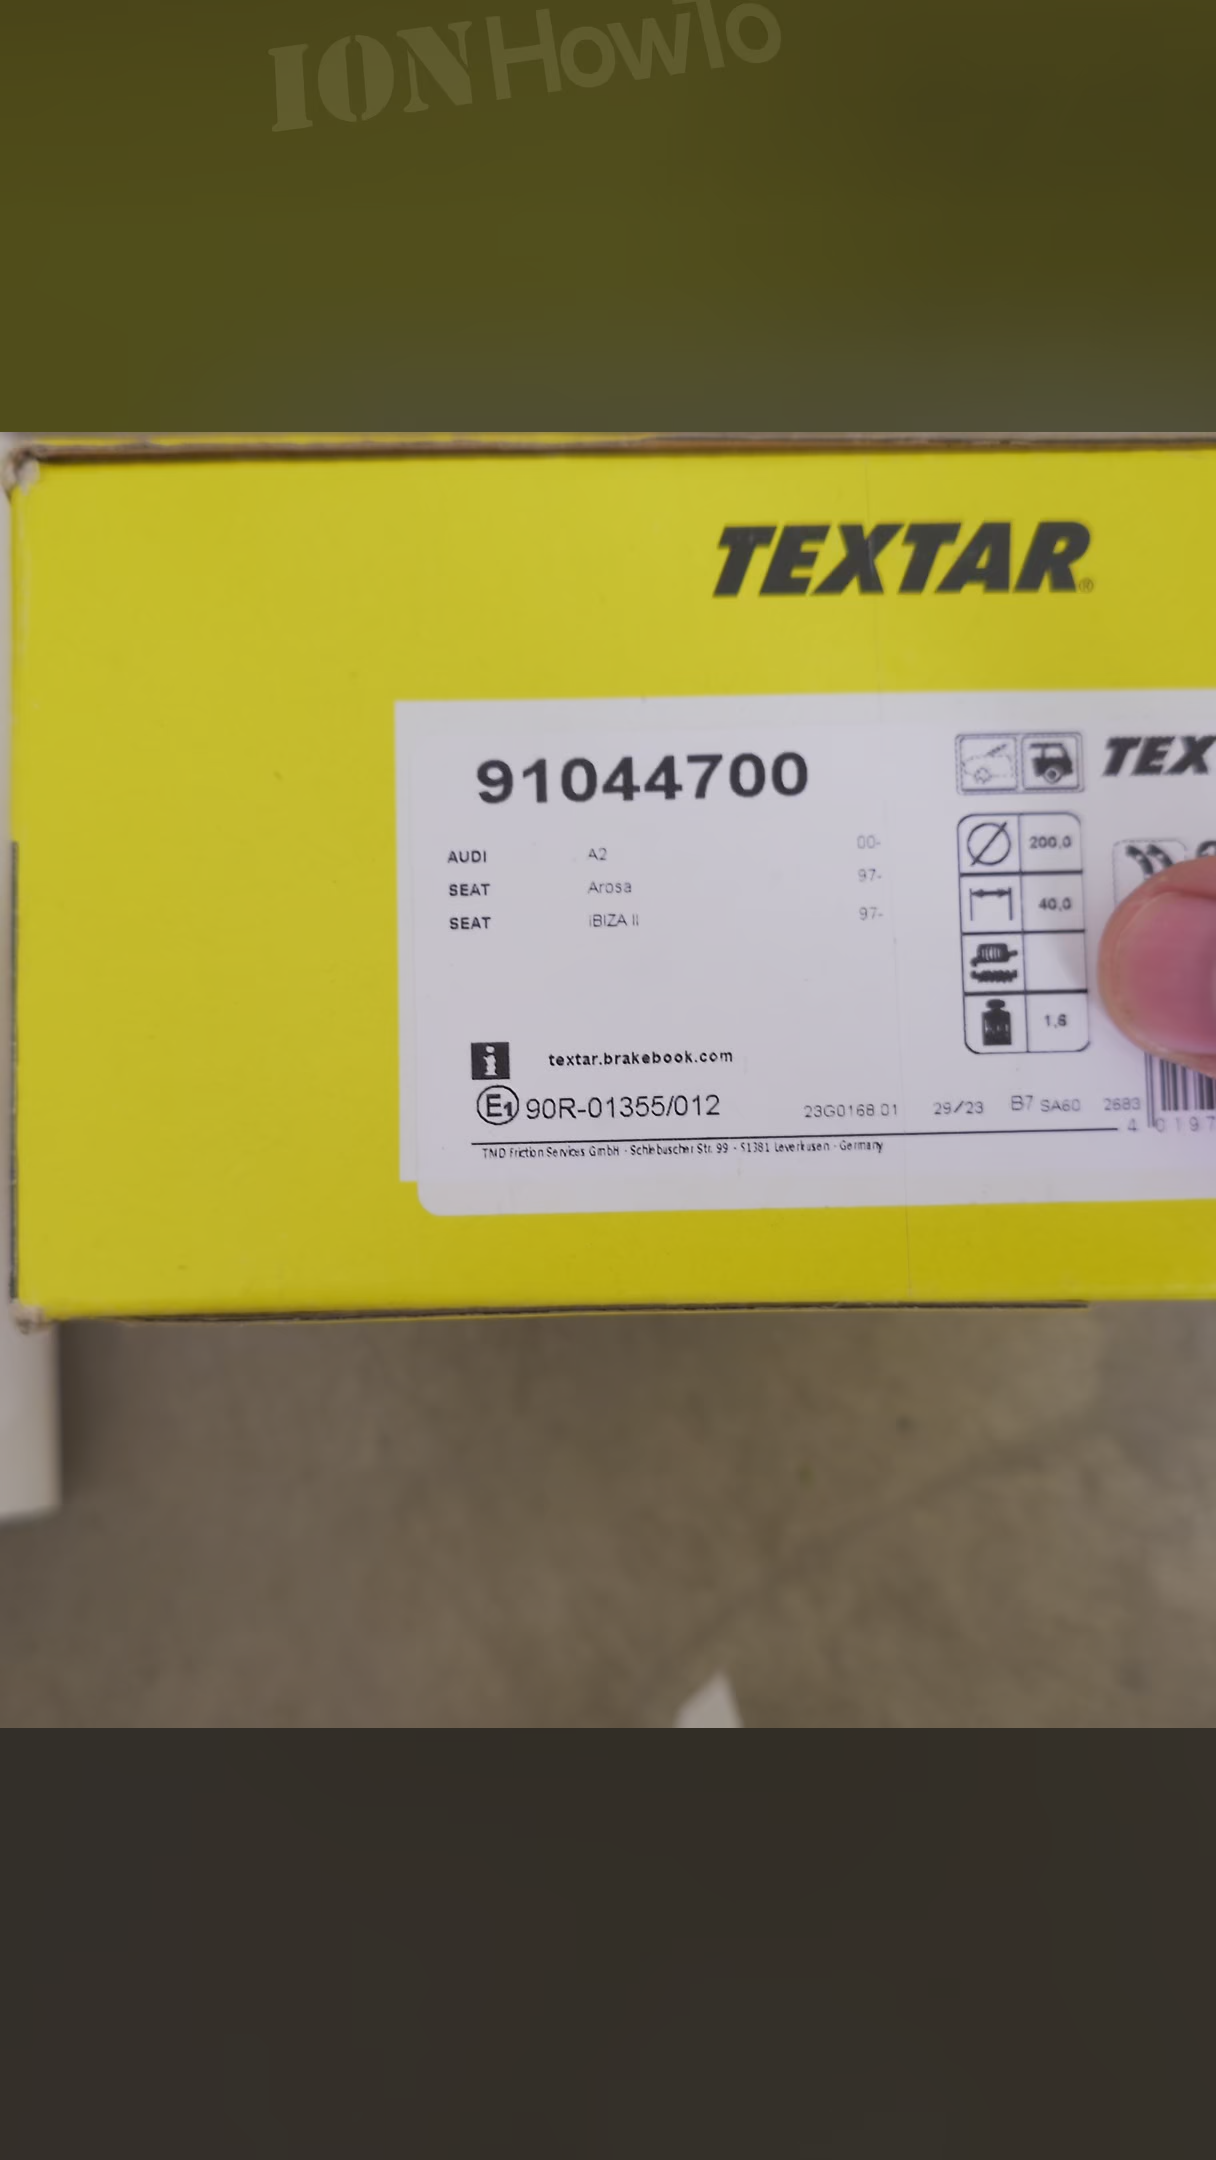 IONHowTo
TEXTAR®
91044700
TEX
AUDI A2 00-
SEAT Arosa 97-
SEAT iBIZA II 97-
200,0
40,0
1,6
i textar.brakebook.com
E1 90R-01355/012
23G0168.01 29/23 B7 SA60 2683
4 0197
TMD Friction Services GmbH - Schlebuscher Str. 99 - 51381 Leverkusen - Germany